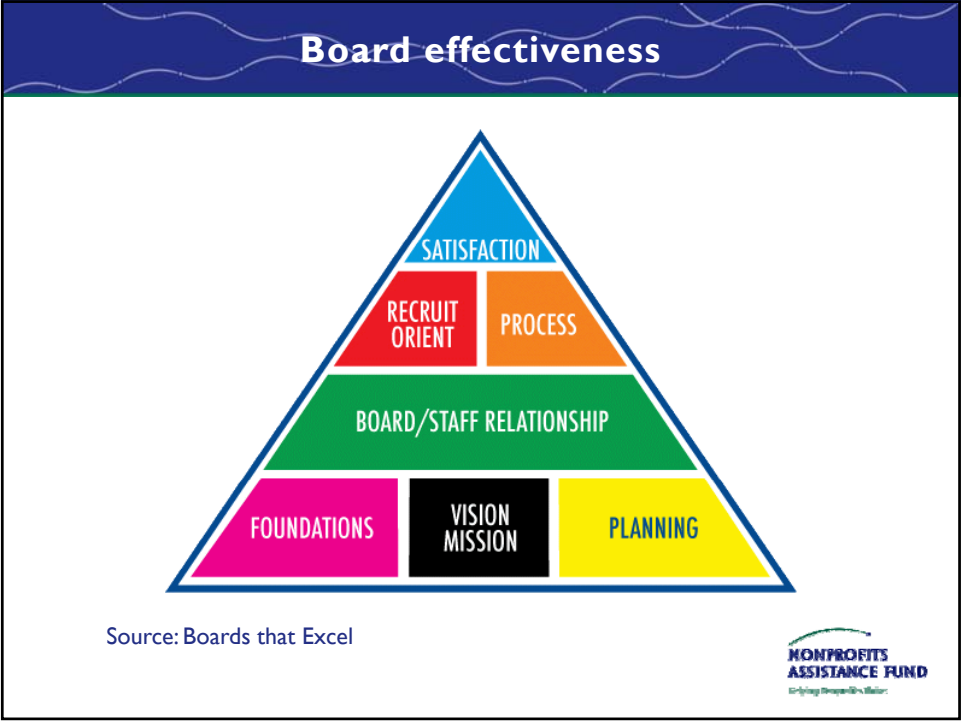 Board effectiveness
SATISFACTION
RECRUIT
ORIENT
PROCESS
BOARD/STAFF RELATIONSHIP
FOUNDATIONS
VISION
MISSION
PLANNING
Source: Boards that Excel
NONPROFITS
ASSISTANCE FUND